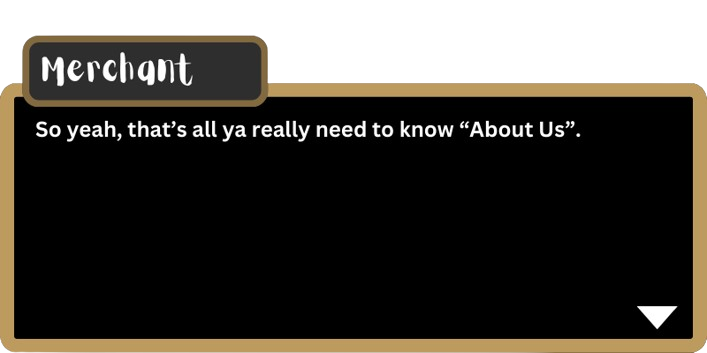 Merchant
So yeah, that’s all ya really need to know “About Us”.